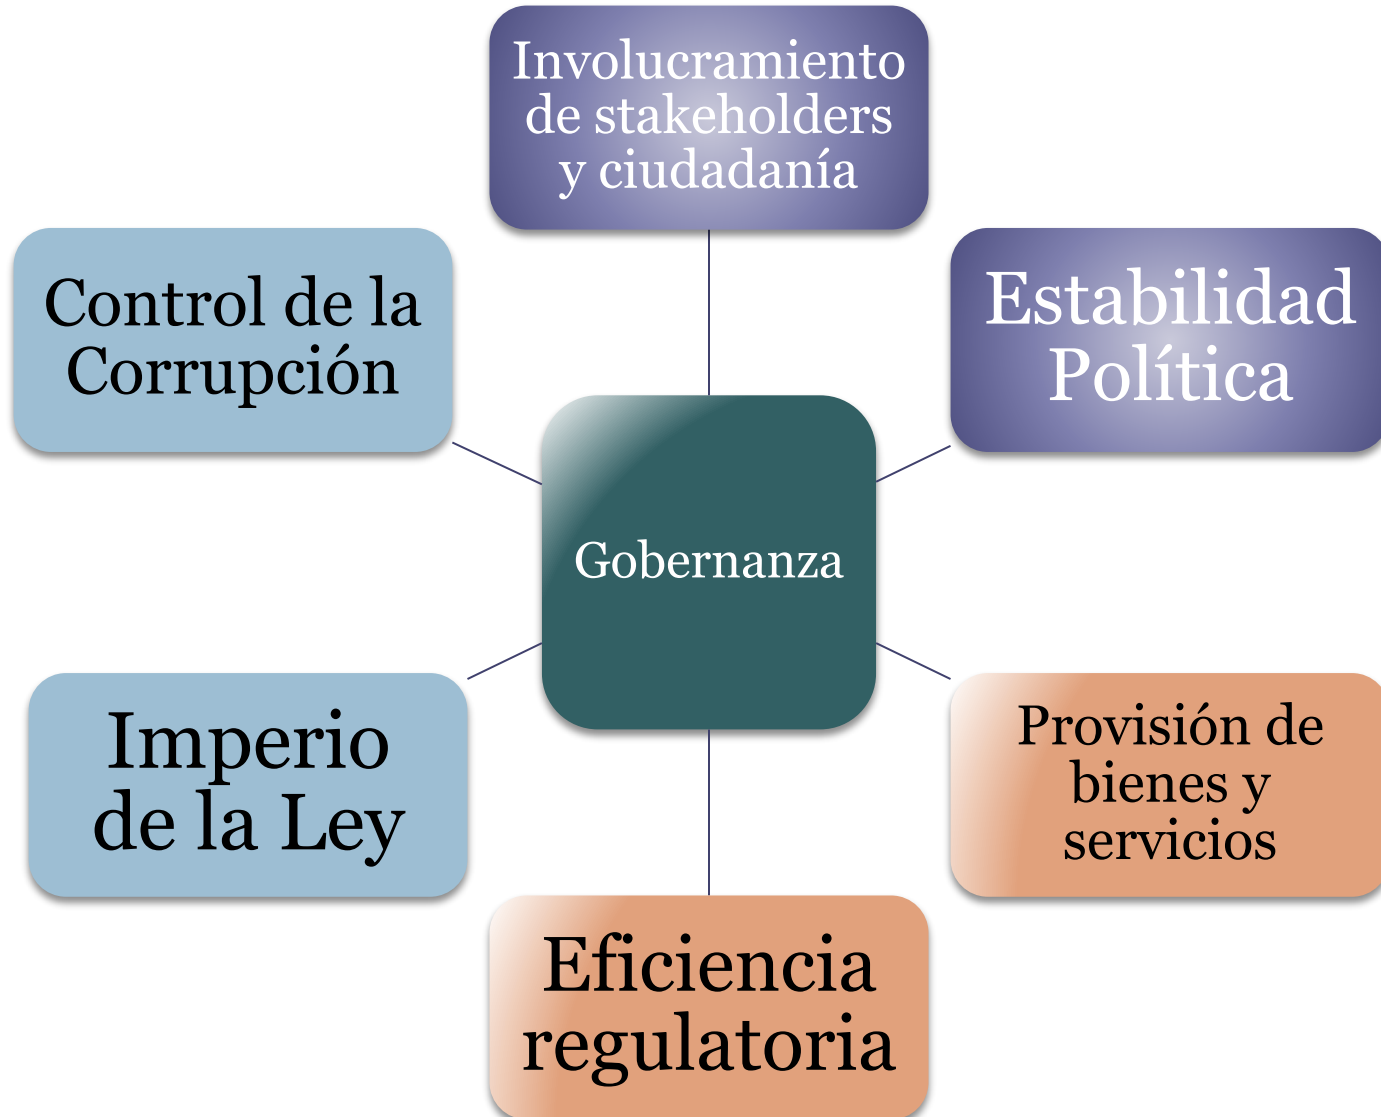 Involucramiento
de stakeholders
y ciudadanía
Control de la
Corrupción
Estabilidad
Política
Gobernanza
Imperio
de la Ley
Provisión de
bienes y
servicios
Eficiencia
regulatoria